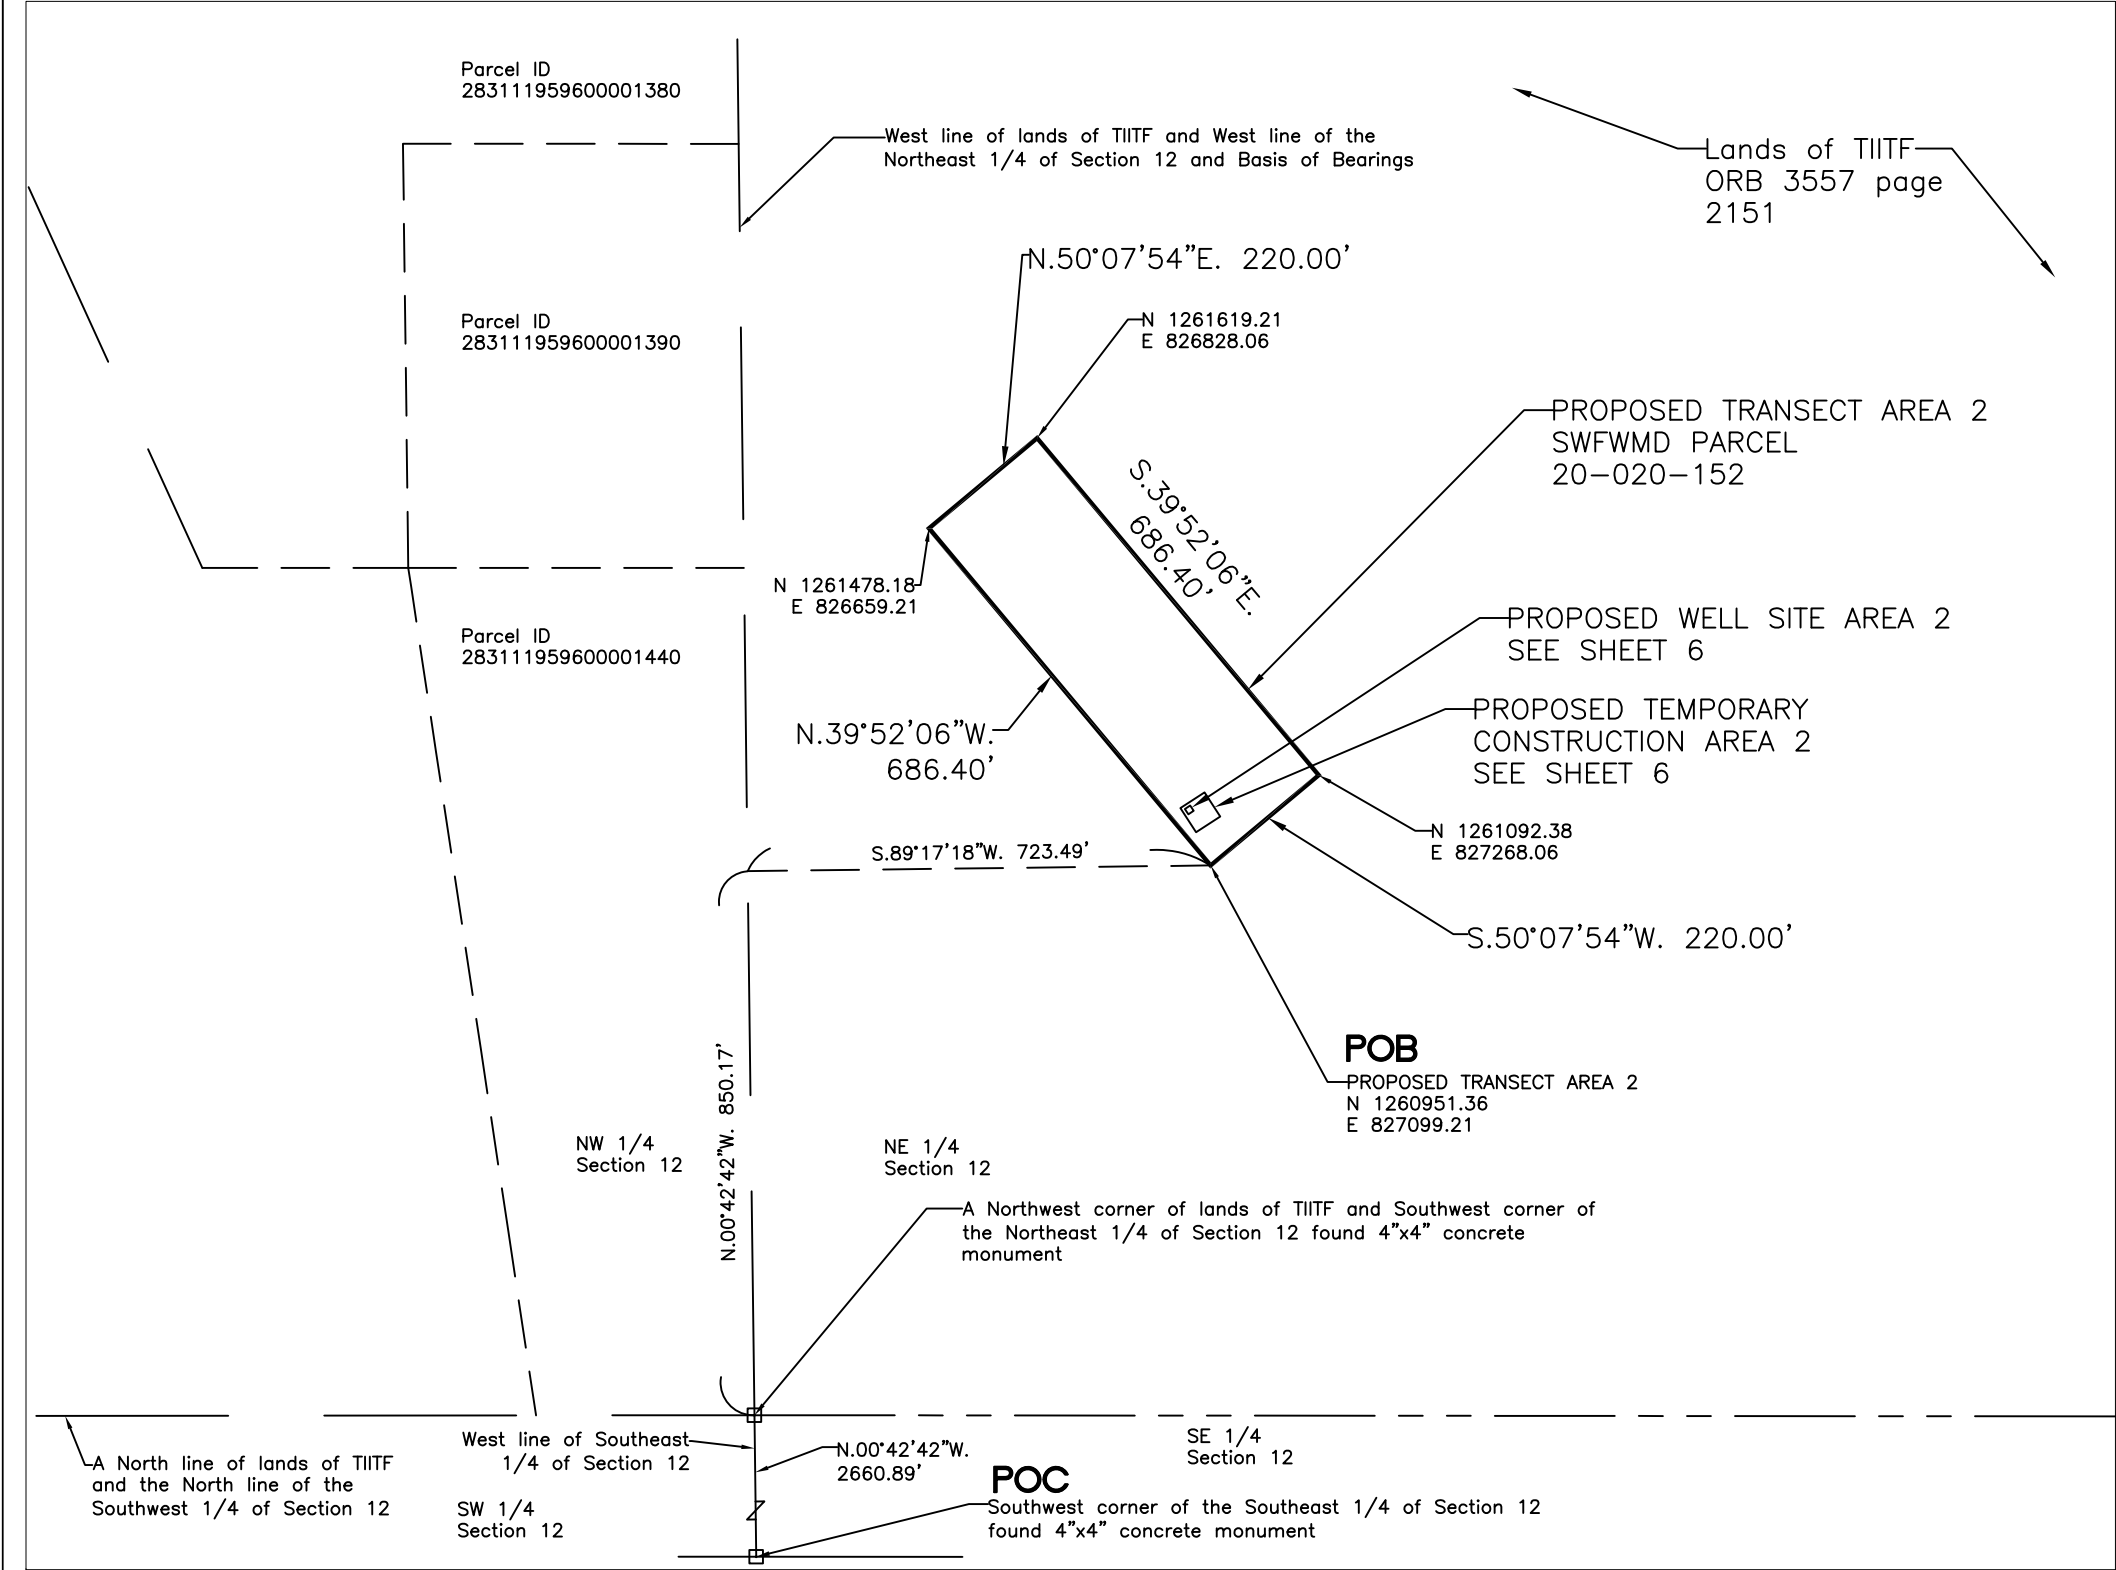 Parcel ID
283111959600001380
West line of lands of TIITF and West line of the
Northeast 1/4 of Section 12 and Basis of Bearings
Lands of TIITF
ORB 3557 page
2151
N.50°07'54"E. 220.00'
Parcel ID
283111959600001390
N 1261619.21
E 826828.06
PROPOSED TRANSECT AREA 2
SWFWMD PARCEL
20-020-152
S.39°52'06"E.
686.40'
N 1261478.18
E 826659.21
PROPOSED WELL SITE AREA 2
SEE SHEET 6
Parcel ID
283111959600001440
N.39°52'06"W.
686.40'
PROPOSED TEMPORARY
CONSTRUCTION AREA 2
SEE SHEET 6
N 1261092.38
E 827268.06
S.89°17'18"W. 723.49'
S.50°07'54"W. 220.00'
POB
PROPOSED TRANSECT AREA 2
N 1260951.36
E 827099.21
N.00°42'42"W. 850.17'
NW 1/4
Section 12
NE 1/4
Section 12
A Northwest corner of lands of TIITF and Southwest corner of
the Northeast 1/4 of Section 12 found 4"x4" concrete
monument
A North line of lands of TIITF
and the North line of the
Southwest 1/4 of Section 12
West line of Southeast
1/4 of Section 12
N.00°42'42"W.
2660.89'
SE 1/4
Section 12
SW 1/4
Section 12
POC
Southwest corner of the Southeast 1/4 of Section 12
found 4"x4" concrete monument